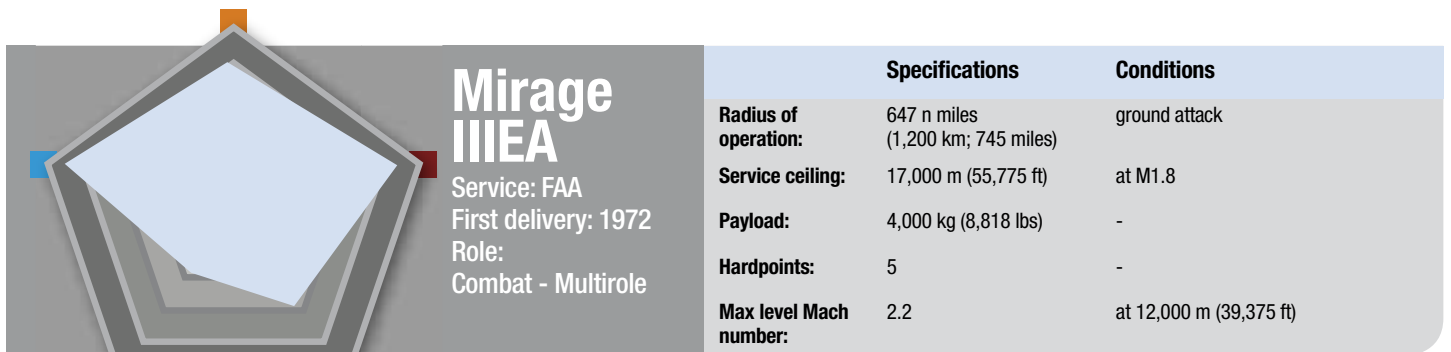 Mirage
IIIEA
Service: FAA
First delivery: 1972
Role:
Combat - Multirole
Specifications Conditions
Radius of operation: 647 n miles (1,200 km; 745 miles) ground attack
Service ceiling: 17,000 m (55,775 ft) at M1.8
Payload: 4,000 kg (8,818 lbs) -
Hardpoints: 5 -
Max level Mach number: 2.2 at 12,000 m (39,375 ft)